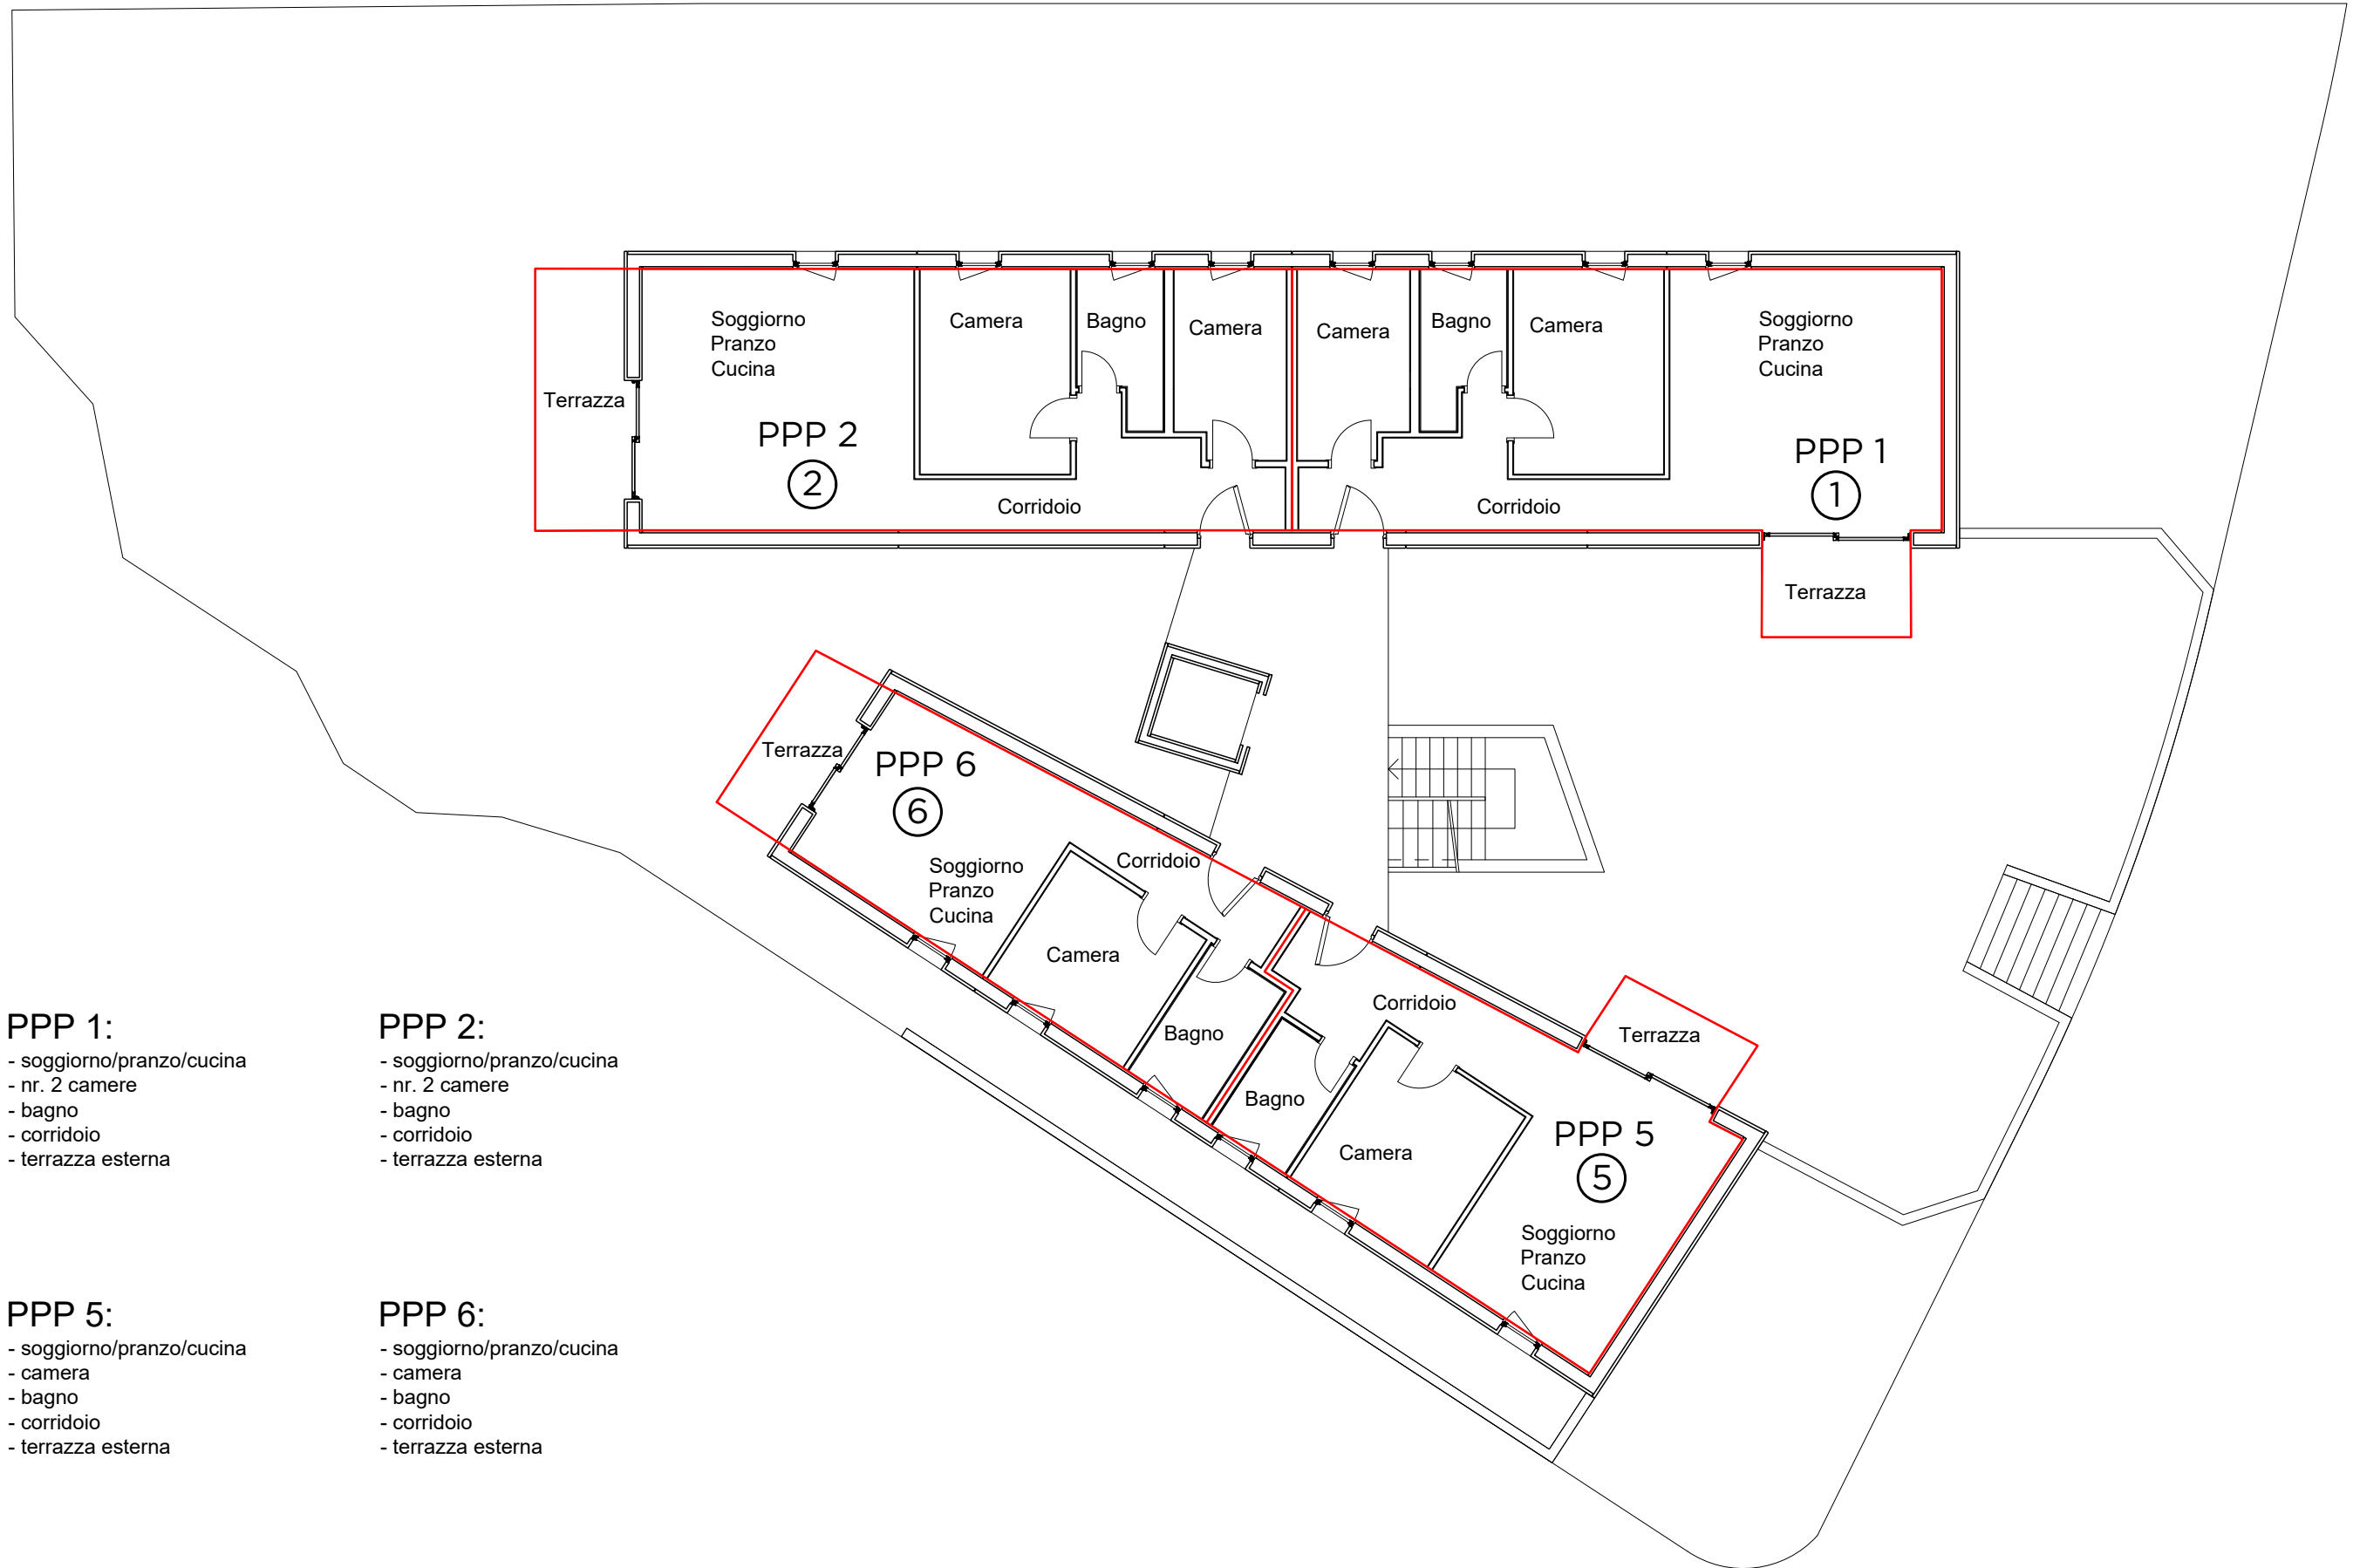 Soggiorno
Pranzo
Cucina
Camera
Bagno
Camera
Camera
Bagno
Camera
Soggiorno
Pranzo
Cucina
Terrazza
PPP 2
2
PPP 1
1
Corridoio
Corridoio
Terrazza
Terrazza
PPP 6
6
Corridoio
Soggiorno
Pranzo
Cucina
Camera
Bagno
Corridoio
Terrazza
Bagno
Camera
PPP 5
5
Soggiorno
Pranzo
Cucina
PPP 1:
- soggiorno/pranzo/cucina
- nr. 2 camere
- bagno
- corridoio
- terrazza esterna
PPP 2:
- soggiorno/pranzo/cucina
- nr. 2 camere
- bagno
- corridoio
- terrazza esterna
PPP 5:
- soggiorno/pranzo/cucina
- camera
- bagno
- corridoio
- terrazza esterna
PPP 6:
- soggiorno/pranzo/cucina
- camera
- bagno
- corridoio
- terrazza esterna